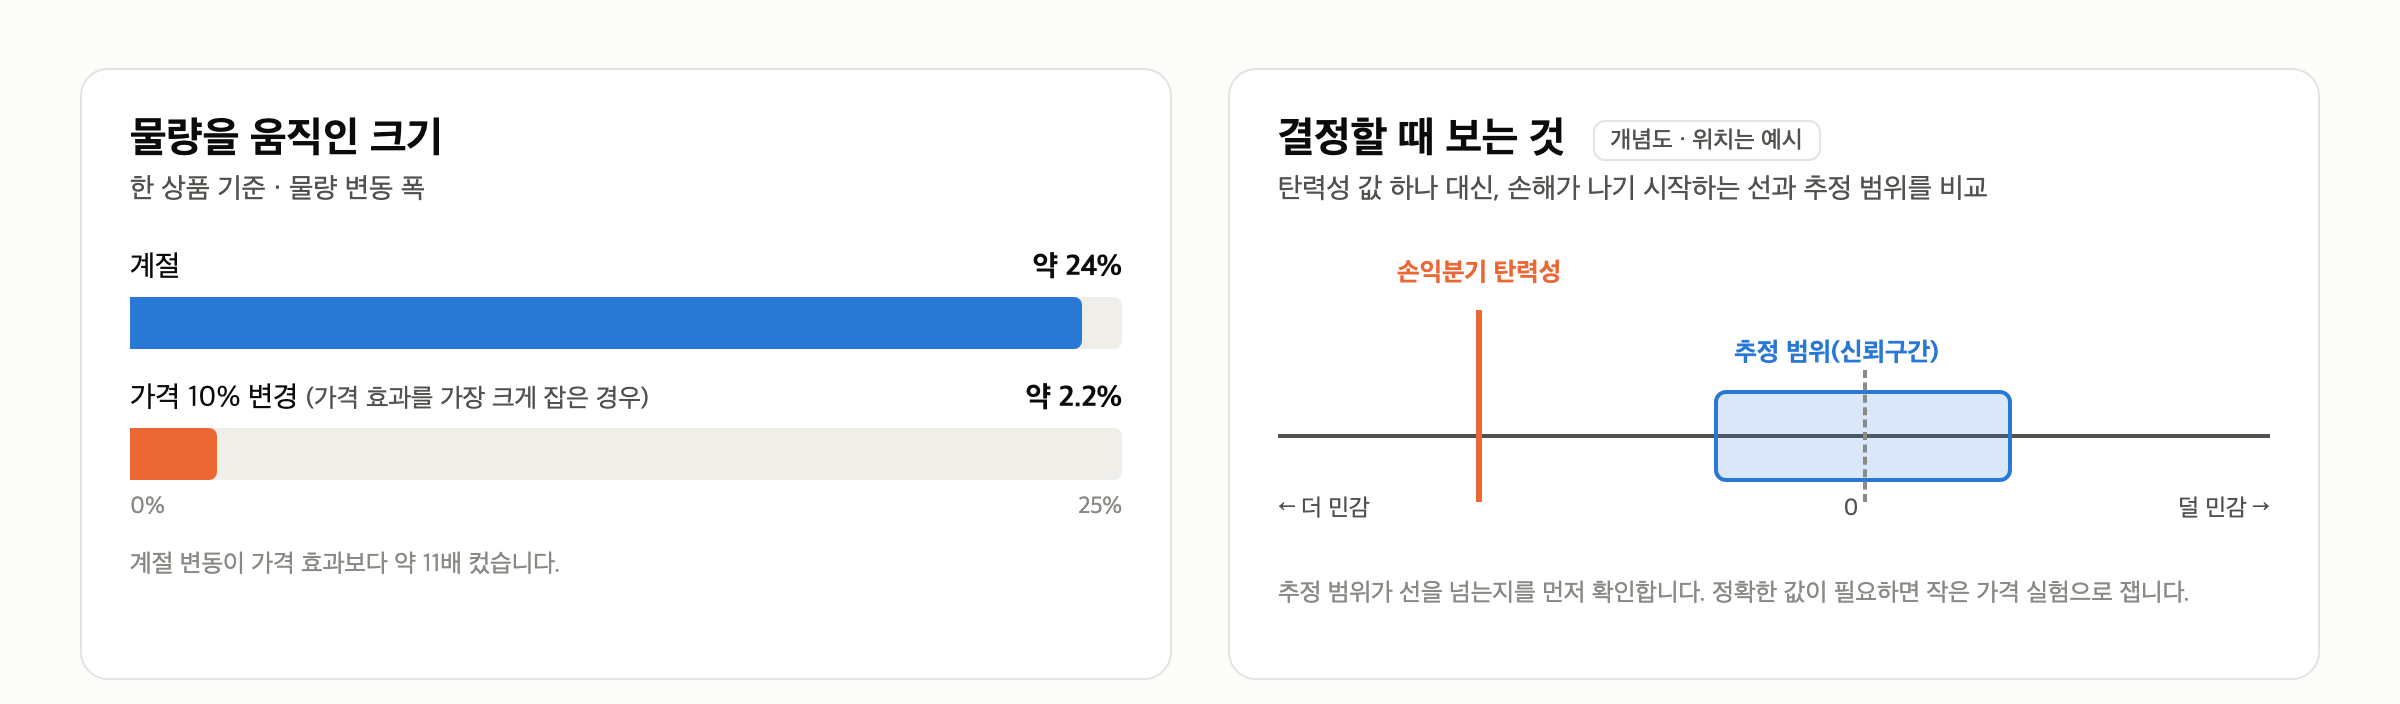 물량을 움직인 크기
한 상품 기준 · 물량 변동 폭
계절 약 24%
가격 10% 변경 (가격 효과를 가장 크게 잡은 경우) 약 2.2%
0% 25%
계절 변동이 가격 효과보다 약 11배 컸습니다.
결정할 때 보는 것 개념도 · 위치는 예시
탄력성 값 하나 대신, 손해가 나기 시작하는 선과 추정 범위를 비교
손익분기 탄력성
추정 범위(신뢰구간)
← 더 민감 0 덜 민감 →
추정 범위가 선을 넘는지를 먼저 확인합니다. 정확한 값이 필요하면 작은 가격 실험으로 잽니다.